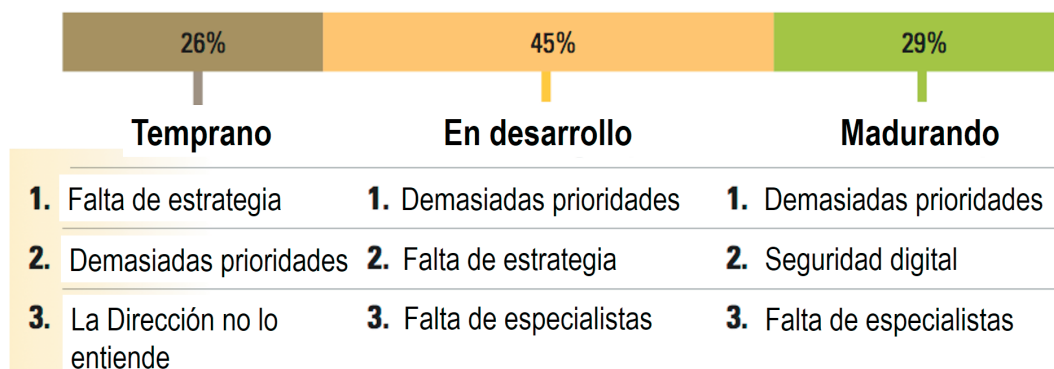 26% 45% 29%
Temprano En desarrollo Madurando
1. Falta de estrategia 1. Demasiadas prioridades 1. Demasiadas prioridades
2. Demasiadas prioridades 2. Falta de estrategia 2. Seguridad digital
3. La Dirección no lo 3. Falta de especialistas 3. Falta de especialistas
entiende